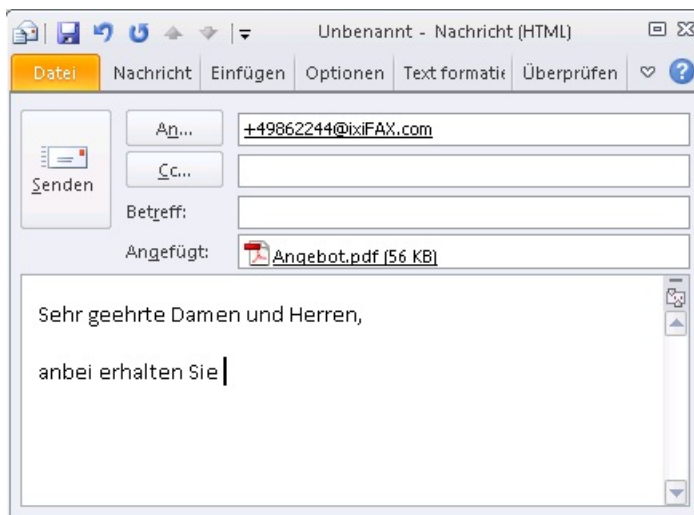 Unbenannt - Nachricht (HTML)
Datei Nachricht Einfügen Optionen Text formatie Überprüfen
An... +49862244@ixiFAX.com
Cc...
Senden
Betreff:
Angefügt: Angebot.pdf (56 KB)
Sehr geehrte Damen und Herren,
anbei erhalten Sie